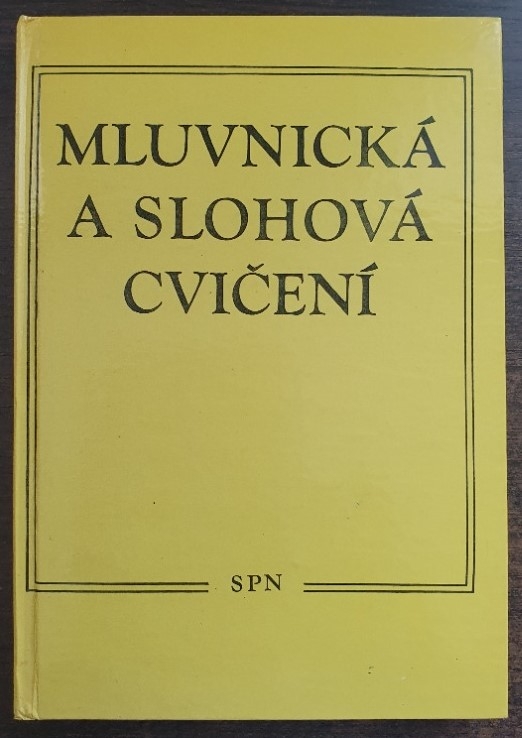 MLUVNICKÁ
A SLOHOVÁ
CVIČENÍ
SPN